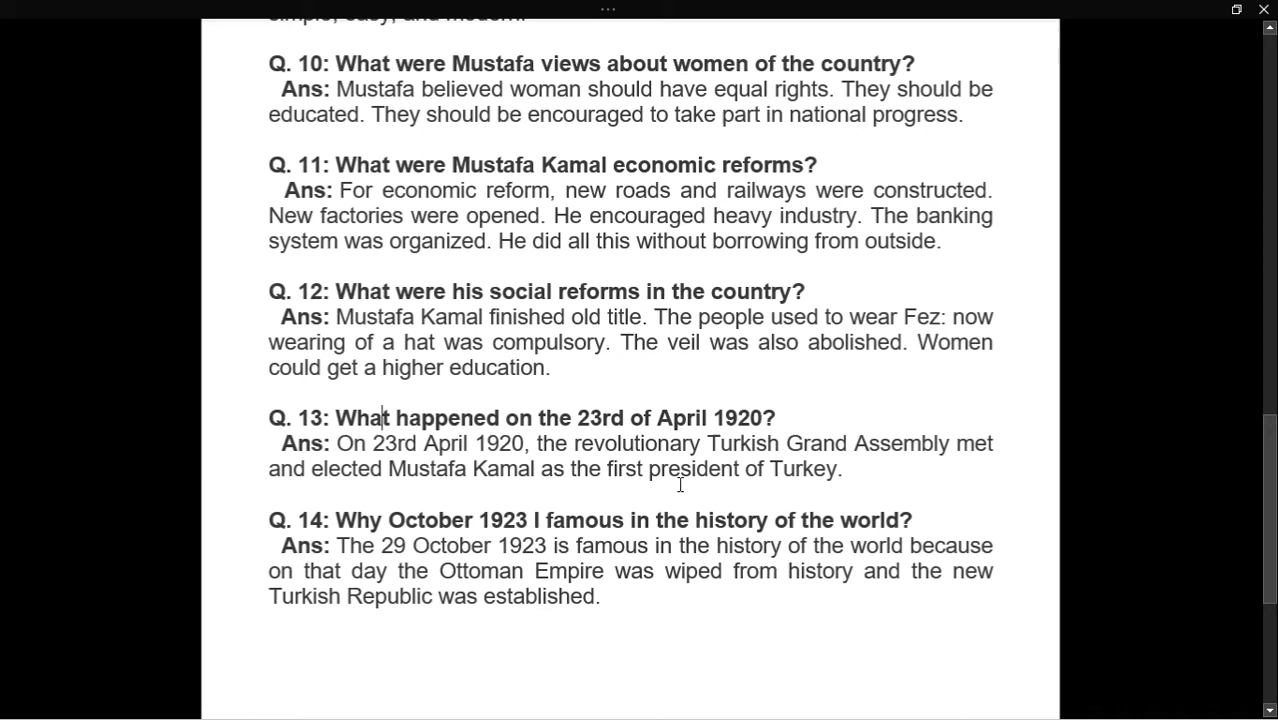 simple, easy, and modern.
Q. 10: What were Mustafa views about women of the country?
Ans: Mustafa believed woman should have equal rights. They should be
educated. They should be encouraged to take part in national progress.
Q. 11: What were Mustafa Kamal economic reforms?
Ans: For economic reform, new roads and railways were constructed.
New factories were opened. He encouraged heavy industry. The banking
system was organized. He did all this without borrowing from outside.
Q. 12: What were his social reforms in the country?
Ans: Mustafa Kamal finished old title. The people used to wear Fez: now
wearing of a hat was compulsory. The veil was also abolished. Women
could get a higher education.
Q. 13: What happened on the 23rd of April 1920?
Ans: On 23rd April 1920, the revolutionary Turkish Grand Assembly met
and elected Mustafa Kamal as the first president of Turkey.
Q. 14: Why October 1923 I famous in the history of the world?
Ans: The 29 October 1923 is famous in the history of the world because
on that day the Ottoman Empire was wiped from history and the new
Turkish Republic was established.